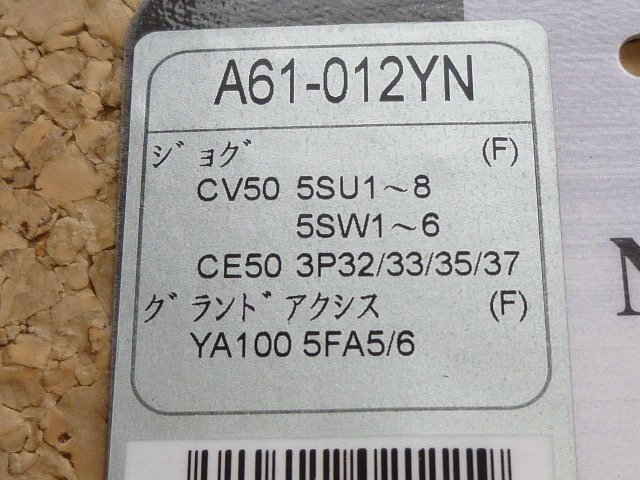 A61-012YN
ジョグ (F)
CV50 5SU1～8
5SW1～6
CE50 3P32/33/35/37
グランドアクシス (F)
YA100 5FA5/6